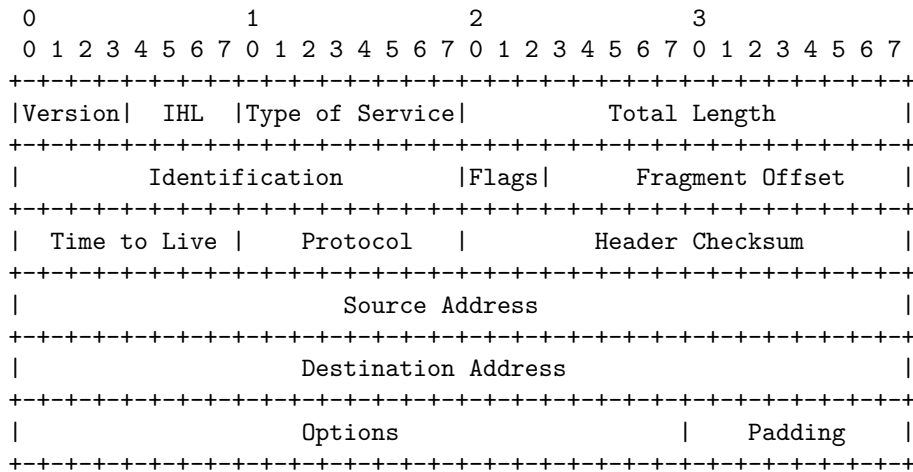 0 1 2 3
0 1 2 3 4 5 6 7 0 1 2 3 4 5 6 7 0 1 2 3 4 5 6 7 0 1 2 3 4 5 6 7
+-+-+-+-+-+-+-+-+-+-+-+-+-+-+-+-+-+-+-+-+-+-+-+-+-+-+-+-+-+-+-+-+
|Version| IHL |Type of Service| Total Length |
+-+-+-+-+-+-+-+-+-+-+-+-+-+-+-+-+-+-+-+-+-+-+-+-+-+-+-+-+-+-+-+-+
| Identification |Flags| Fragment Offset |
+-+-+-+-+-+-+-+-+-+-+-+-+-+-+-+-+-+-+-+-+-+-+-+-+-+-+-+-+-+-+-+-+
| Time to Live | Protocol | Header Checksum |
+-+-+-+-+-+-+-+-+-+-+-+-+-+-+-+-+-+-+-+-+-+-+-+-+-+-+-+-+-+-+-+-+
| Source Address |
+-+-+-+-+-+-+-+-+-+-+-+-+-+-+-+-+-+-+-+-+-+-+-+-+-+-+-+-+-+-+-+-+
| Destination Address |
+-+-+-+-+-+-+-+-+-+-+-+-+-+-+-+-+-+-+-+-+-+-+-+-+-+-+-+-+-+-+-+-+
| Options | Padding |
+-+-+-+-+-+-+-+-+-+-+-+-+-+-+-+-+-+-+-+-+-+-+-+-+-+-+-+-+-+-+-+-+